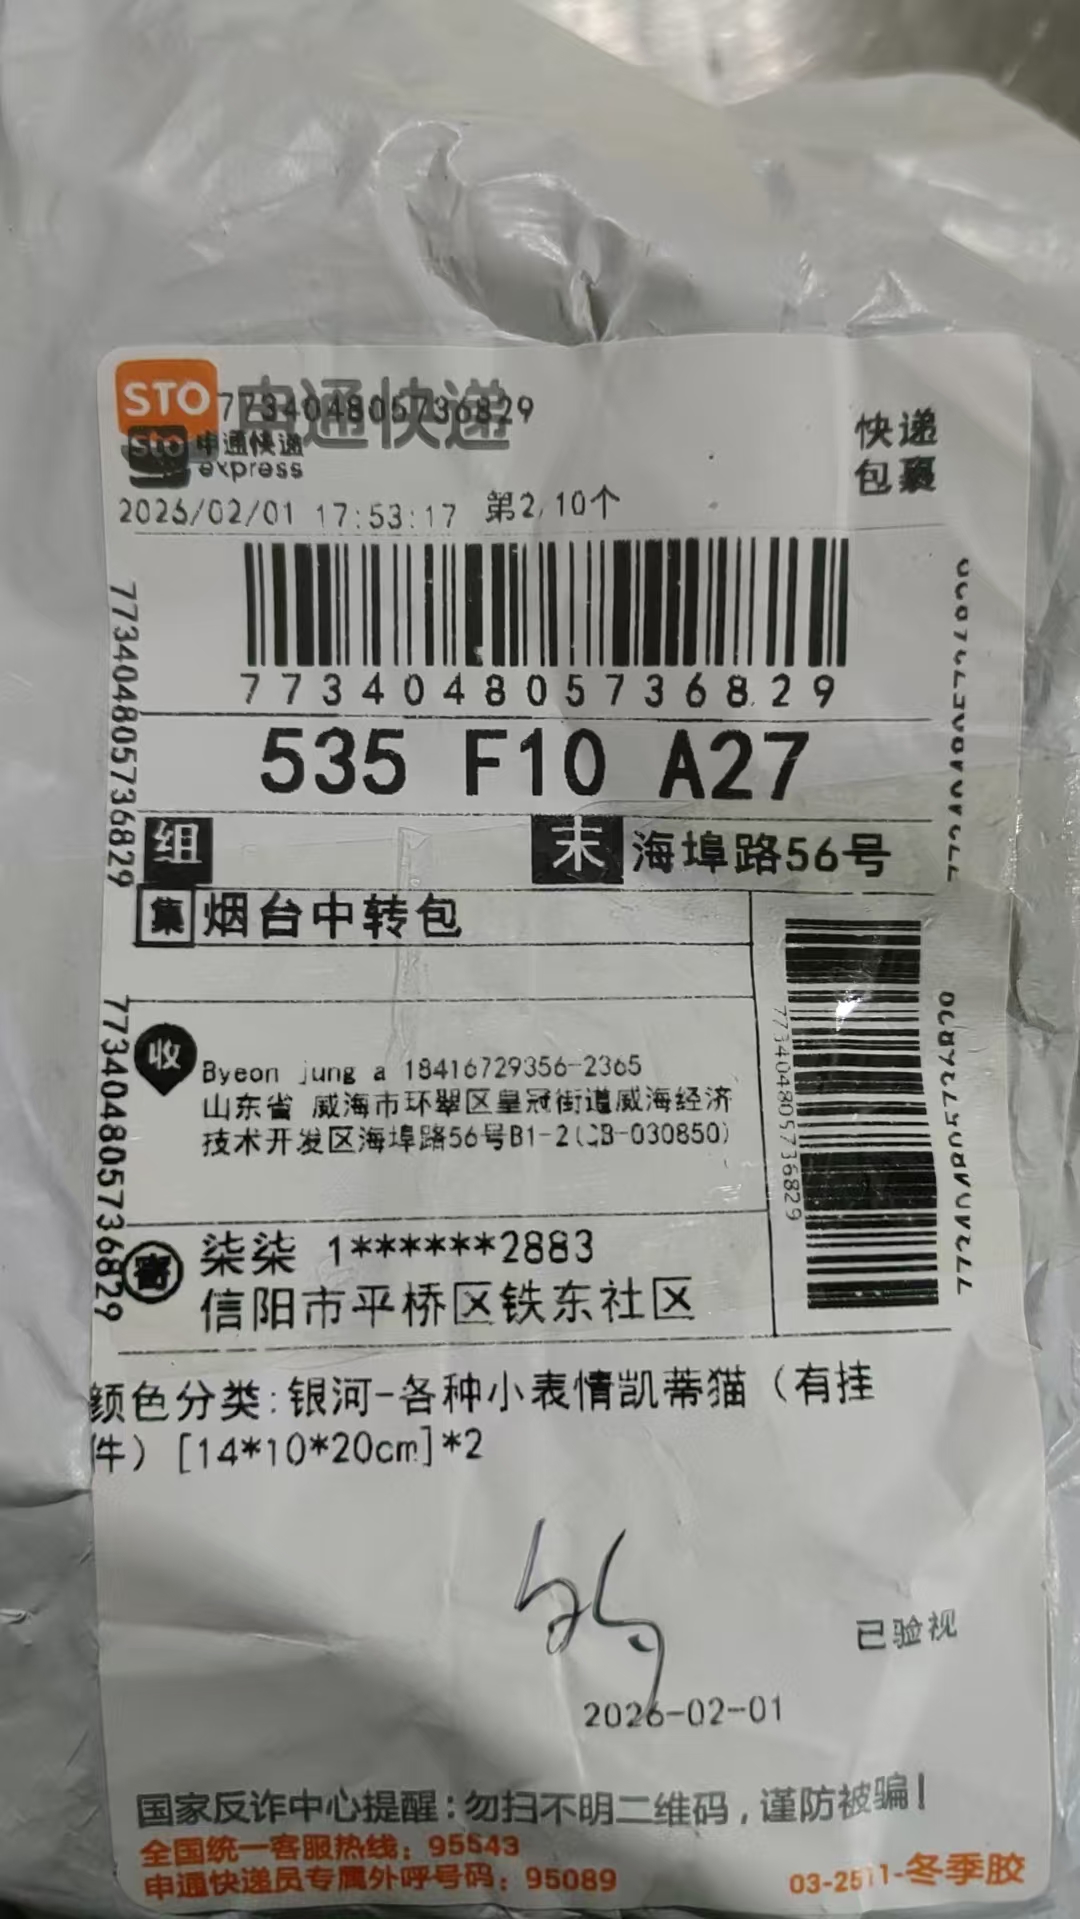 STO 申通快递
773404805736829
sto 申通快递
express
快递
包裹
2026/02/01 17:53:17 第2/10个
773404805736829
773404805736829
535 F10 A27
组
末 海埠路56号
集 烟台中转包
773404805736829
收
Byeon jung a 18416729356-2365
山东省 威海市环翠区皇冠街道威海经济
技术开发区海埠路56号B1-2(CB-030850)
773404805736829
寄
柒柒 1******2883
信阳市平桥区铁东社区
颜色分类:银河-各种小表情凯蒂猫（有挂
件）[14*10*20cm]*2
已验视
2026-02-01
国家反诈中心提醒:勿扫不明二维码,谨防被骗!
全国统一客服热线: 95543
申通快递员专属外呼号码: 95089
03-2511-冬季胶